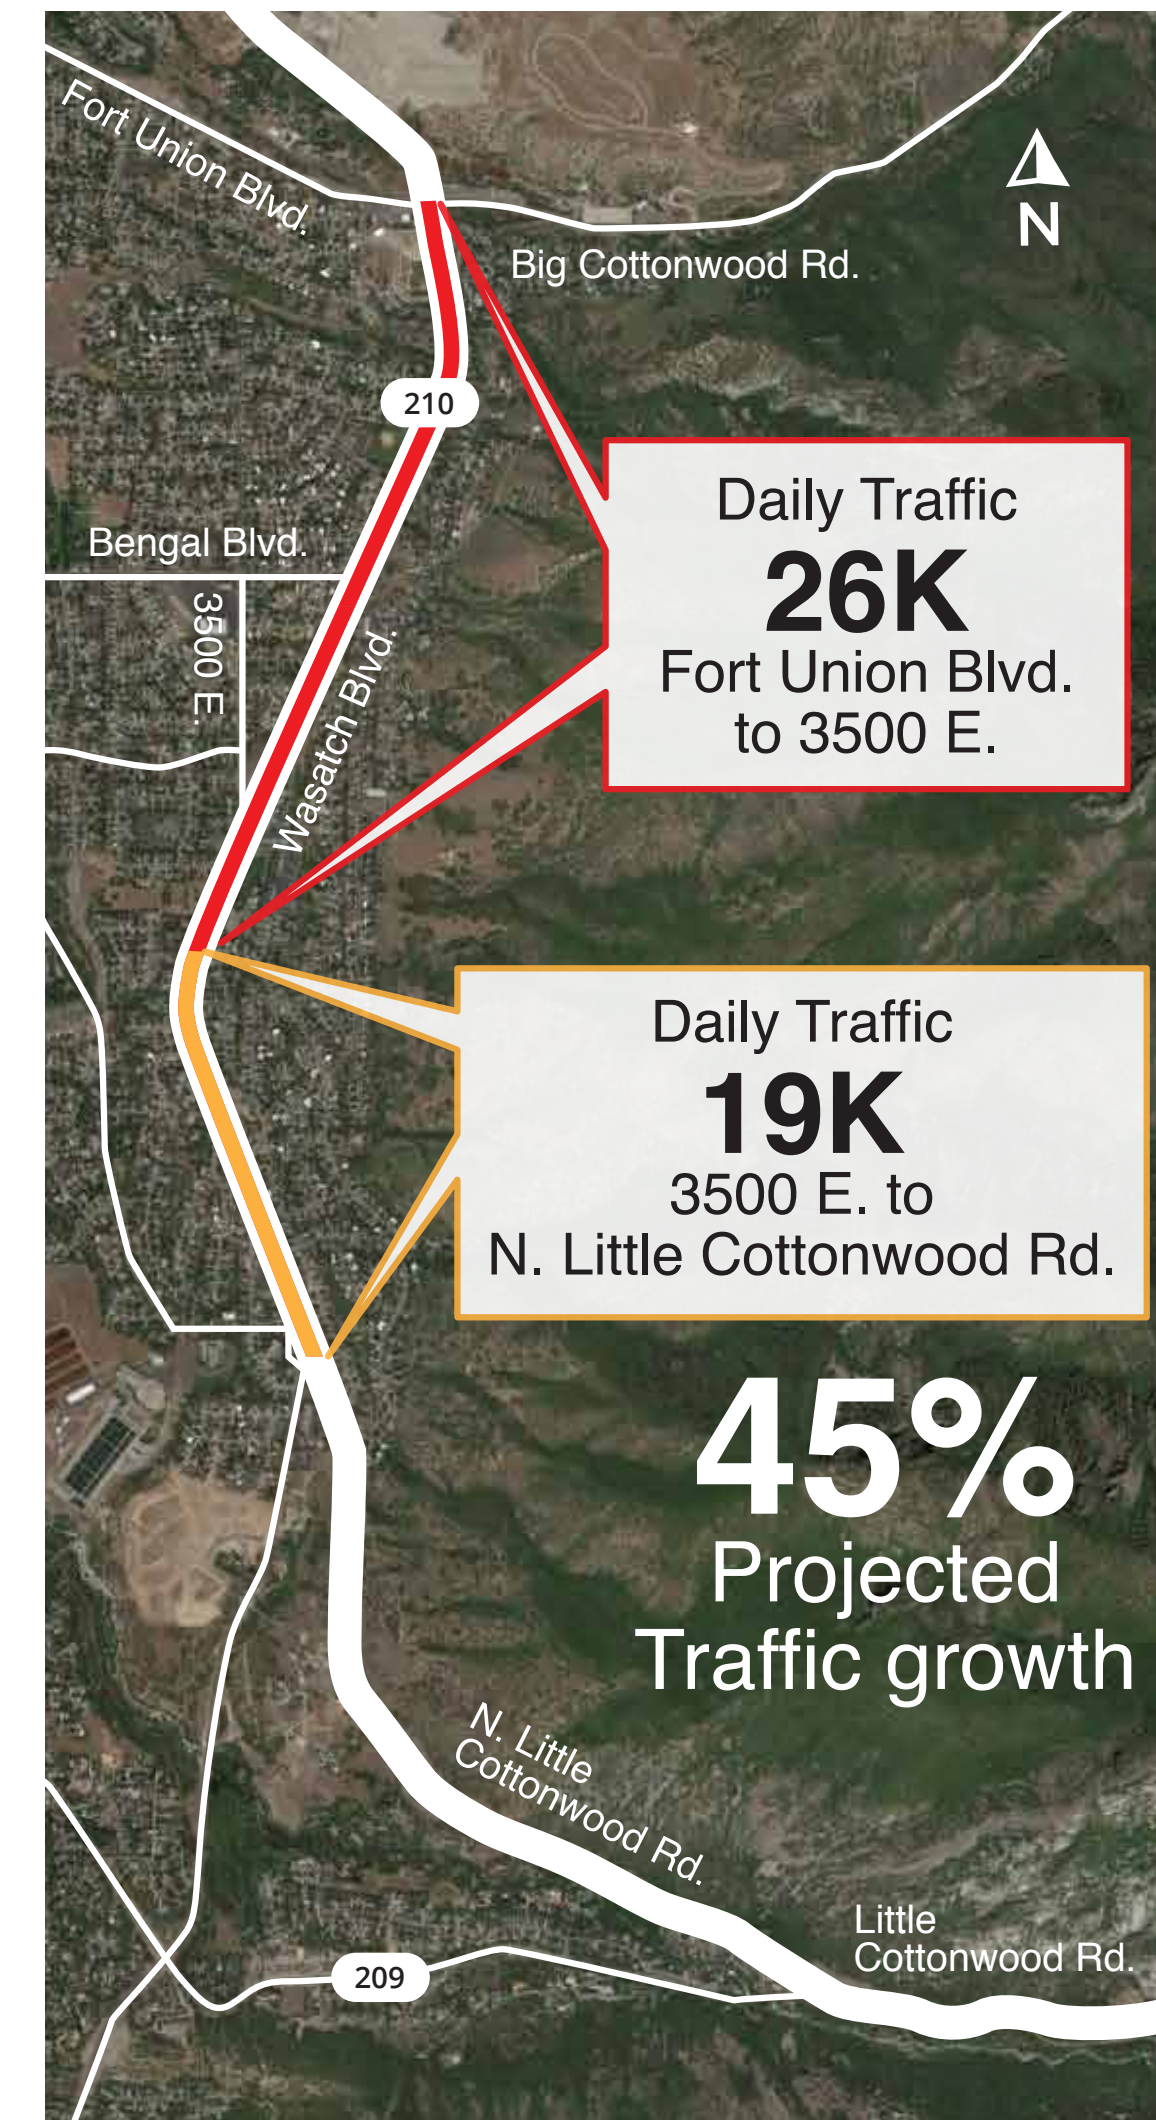 Fort Union Blvd.
N
Big Cottonwood Rd.
210
Daily Traffic
26K
Fort Union Blvd.
to 3500 E.
Bengal Blvd.
3500 E.
Wasatch Blvd.
Daily Traffic
19K
3500 E. to
N. Little Cottonwood Rd.
45%
Projected
Traffic growth
N. Little
Cottonwood Rd.
Little
Cottonwood Rd.
209